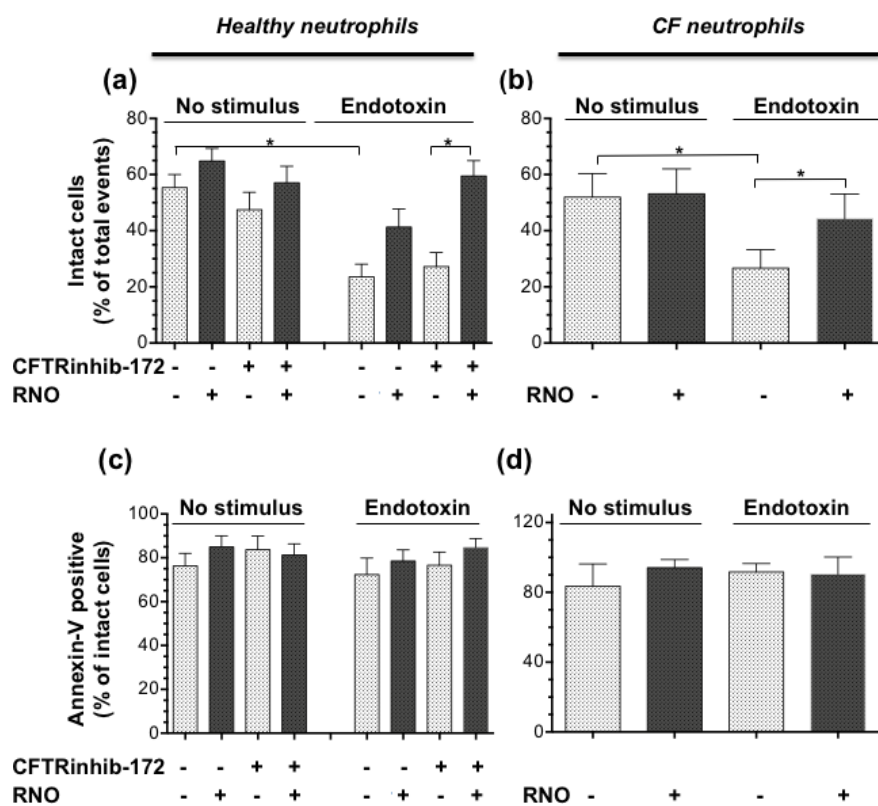 Healthy neutrophils
CF neutrophils
(a)
No stimulus Endotoxin
* *
Intact cells
(% of total events)
80
60
40
20
0
CFTRinhib-172 - - + + - - + +
RNO - + - + - + - +
(b)
No stimulus Endotoxin
* *
80
60
40
20
0
RNO - + - +
(c)
No stimulus Endotoxin
Annexin-V positive
(% of intact cells)
100
80
60
40
20
0
CFTRinhib-172 - - + + - - + +
RNO - + - + - + - +
(d)
No stimulus Endotoxin
120
80
40
0
RNO - + - +